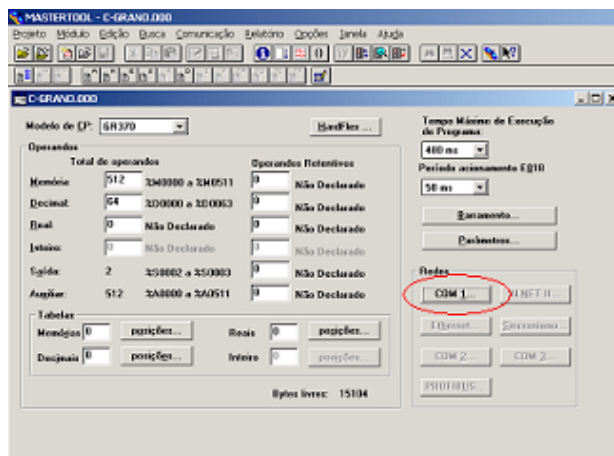 MASTERTOOL - C-GRANO.000
Projeto Módulo Edição Busca Comunicação Relatório Opções Janela Ajuda
C-GRANO.000
Modelo de CP: GR370
HardFlex ...
Tempo Máximo de Execução de Programa:
400 ms
Período acionamento E018
50 ms
Operandos
Total de operandos
Operandos Retentivos
Memória: 512 %M0000 a %M0511 0 Não Declarado
Decimal: 64 %D0000 a %D0063 0 Não Declarado
Real: 0 Não Declarado 0 Não Declarado
Inteiro: 0 Não Declarado 0 Não Declarado
Saída: 2 %S0002 a %S0003 0 Não Declarado
Auxiliar: 512 %A0000 a %A0511 0 Não Declarado
Barramento...
Parâmetros...
Tabelas
Memórias 0 posições... Reais 0 posições...
Decimais 0 posições... Inteiro 0 posições...
Bytes livres: 15104
Redes
COM 1...
ALNET II...
Ethernet...
Sincronismo...
COM 2...
COM 3...
PROFIBUS...